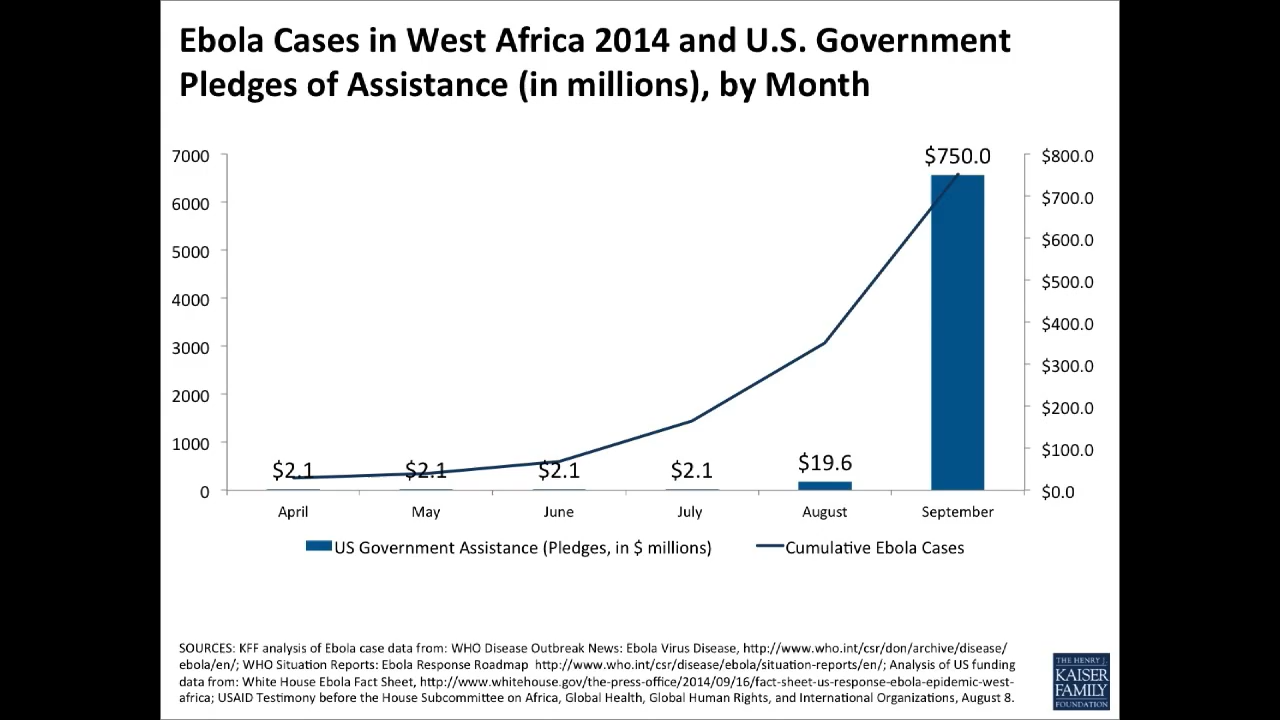 Ebola Cases in West Africa 2014 and U.S. Government
Pledges of Assistance (in millions), by Month
7000
6000
5000
4000
3000
2000
1000
0
$2.1
$2.1
$2.1
$2.1
$19.6
$750.0
$800.0
$700.0
$600.0
$500.0
$400.0
$300.0
$200.0
$100.0
$0.0
April
May
June
July
August
September
US Government Assistance (Pledges, in $ millions)
Cumulative Ebola Cases
SOURCES: KFF analysis of Ebola case data from: WHO Disease Outbreak News: Ebola Virus Disease, http://www.who.int/csr/don/archive/disease/
ebola/en/; WHO Situation Reports: Ebola Response Roadmap http://www.who.int/csr/disease/ebola/situation-reports/en/; Analysis of US funding
data from: White House Ebola Fact Sheet, http://www.whitehouse.gov/the-press-office/2014/09/16/fact-sheet-us-response-ebola-epidemic-west-
africa; USAID Testimony before the House Subcommittee on Africa, Global Health, Global Human Rights, and International Organizations, August 8.
THE HENRY J.
KAISER
FAMILY
FOUNDATION